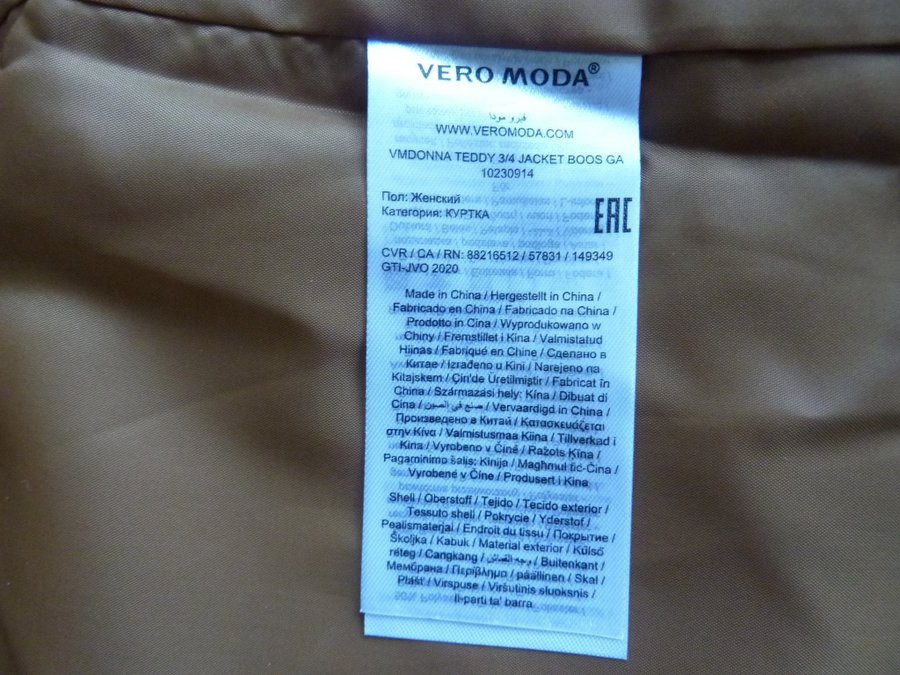 VERO MODA®
فيرو مودا
WWW.VEROMODA.COM
VMDONNA TEDDY 3/4 JACKET BOOS GA
10230914
Пол: Женский
Категория: КУРТКА
EAC
CVR / CA / RN: 88216512 / 57831 / 149349
GTI-JVO 2020
Made in China / Hergestellt in China /
Fabricado en China / Fabricado na China /
Prodotto in Cina / Wyprodukowano w
Chiny / Fremstillet i Kina / Valmistatud
Hiinas / Fabriqué en Chine / Сделано в
Китае / Izrađeno u Kini / Narejeno na
Kitajskem / Çin'de Üretilmiştir / Fabricat în
China / Származási hely: Kína / Dibuat di
Cina / صنع في الصين / Vervaardigd in China /
Произведено в Китай / Κατασκευάζεται
στην Κίνα / Valmistusmaa Kiina / Tillverkad i
Kina / Vyrobeno v Číně / Ražots Ķīna /
Pagaminimo šalis: Kinija / Magħmul fiċ-Ċina /
Vyrobené v Číne / Produsert i Kina
Shell / Oberstoff / Tejido / Tecido exterior /
Tessuto shell / Pokrycie / Yderstof /
Pealismaterjal / Endroit du tissu / Покрытие /
Školjka / Kabuk / Material exterior / Külső
réteg / Cangkang / وجه القماش / Buitenkant /
Мембрана / Περίβλημα / päällinen / Skal /
Plášť / Virspuse / Viršutinis sluoksnis /
Il-parti ta' barra